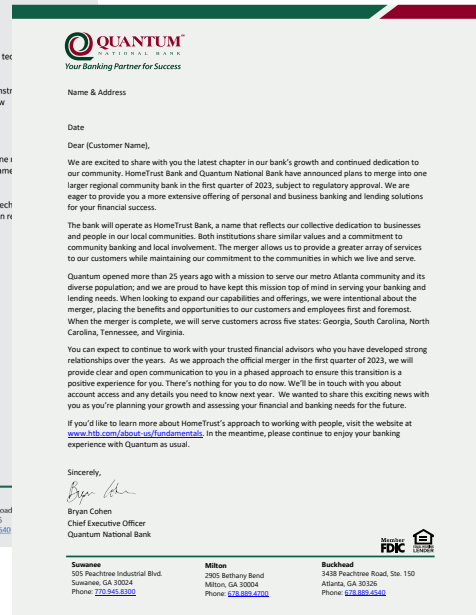 QUANTUM
NATIONAL BANK
Your Banking Partner for Success
Name & Address
Date
Dear (Customer Name),
We are excited to share with you the latest chapter in our bank's growth and continued dedication to
our community. HomeTrust Bank and Quantum National Bank have announced plans to merge into one
larger regional community bank in the first quarter of 2023, subject to regulatory approval. We are
eager to provide you a more extensive offering of personal and business banking and lending solutions
for your financial success.
The bank will operate as HomeTrust Bank, a name that reflects our collective dedication to businesses
and people in our local communities. Both institutions share similar values and a commitment to
community banking and local involvement. The merger allows us to provide a greater array of services
to our customers while maintaining our commitment to the communities in which we live and serve.
Quantum opened more than 25 years ago with a mission to serve our metro Atlanta community and its
diverse population; and we are proud to have kept this mission top of mind in serving your banking and
lending needs. When looking to expand our capabilities and offerings, we were intentional about the
merger, placing the benefits and opportunities to our customers and employees first and foremost.
When the merger is complete, we will serve customers across five states: Georgia, South Carolina, North
Carolina, Tennessee, and Virginia.
You can expect to continue to work with your trusted financial advisors who you have developed strong
relationships over the years. As we approach the official merger in the first quarter of 2023, we will
provide clear and open communication to you in a phased approach to ensure this transition is a
positive experience for you. There's nothing for you to do now. We'll be in touch with you about
account access and any details you need to know next year. We wanted to share this exciting news with
you as you're planning your growth and assessing your financial and banking needs for the future.
If you'd like to learn more about HomeTrust's approach to working with people, visit the website at
www.htb.com/about-us/fundamentals. In the meantime, please continue to enjoy your banking
experience with Quantum as usual.
Sincerely,
Bryan Cohen
Bryan Cohen
Chief Executive Officer
Quantum National Bank
Member
FDIC
LENDER
Suwanee
505 Peachtree Industrial Blvd.
Suwanee, GA 30024
Phone: 770.945.8300
Milton
2905 Bethany Bend
Milton, GA 30004
Phone: 678.889.4700
Buckhead
3438 Peachtree Road, Ste. 150
Atlanta, GA 30326
Phone: 678.889.4540